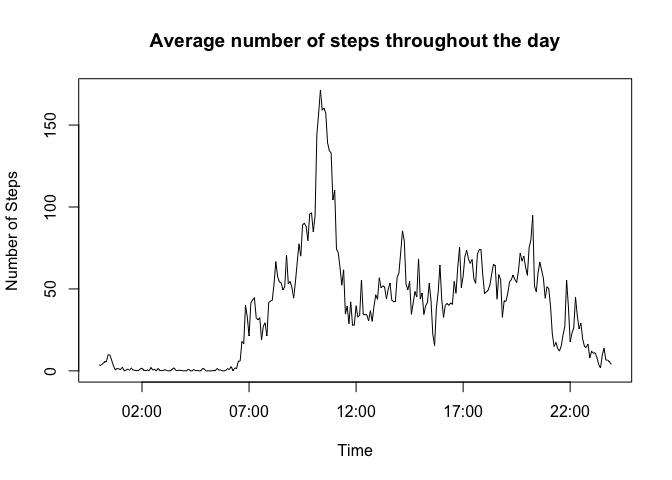 Average number of steps throughout the day
Number of Steps
150
100
50
0
02:00 07:00 12:00 17:00 22:00
Time